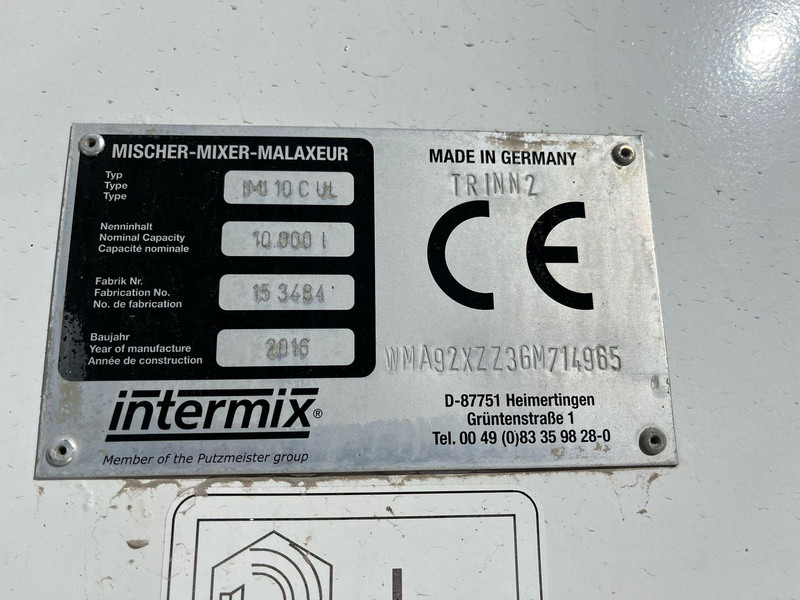 MISCHER-MIXER-MALAXEUR
Typ
Type
Type
IMI 10 C UL
Nenninhalt
Nominal Capacity
Capacité nominale
10.000 l
Fabrik Nr.
Fabrication No.
No. de fabrication
15 3484
Baujahr
Year of manufacture
Année de construction
2016
intermix®
Member of the Putzmeister group
MADE IN GERMANY
TRINN2
CE
WMA92XZZ3GM714965
D-87751 Heimertingen
Grüntenstraße 1
Tel. 00 49 (0)83 35 98 28-0